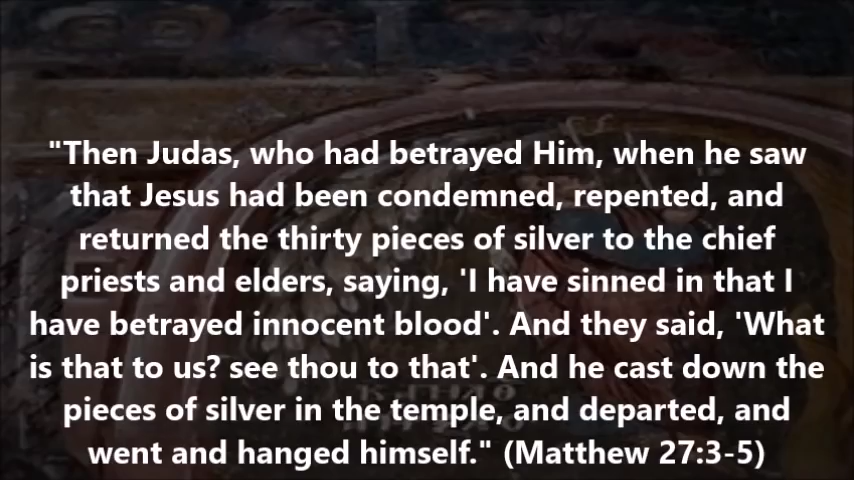 "Then Judas, who had betrayed Him, when he saw
that Jesus had been condemned, repented, and
returned the thirty pieces of silver to the chief
priests and elders, saying, 'I have sinned in that I
have betrayed innocent blood'. And they said, 'What
is that to us? see thou to that'. And he cast down the
pieces of silver in the temple, and departed, and
went and hanged himself." (Matthew 27:3-5)